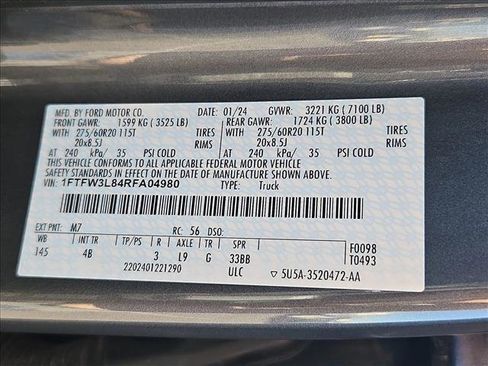 MFD. BY FORD MOTOR CO. DATE: 01/24 GVWR: 3221 KG ( 7100 LB)
FRONT GAWR: 1599 KG ( 3525 LB) REAR GAWR: 1724 KG ( 3800 LB)
WITH 275/60R20 115T TIRES WITH 275/60R20 115T TIRES
20x8.5J RIMS 20x8.5J RIMS
AT 240 kPa/ 35 PSI COLD AT 240 kPa/ 35 PSI COLD
THIS VEHICLE CONFORMS TO ALL APPLICABLE FEDERAL MOTOR VEHICLE
SAFETY STANDARDS IN EFFECT ON THE DATE OF MANUFACTURE SHOWN ABOVE.
VIN: 1FTFW3L84RFA04980 TYPE: Truck
EXT PNT: M7 RC: 56 DSO: F0098
WB INT TR TP/PS R AXLE TR SPR T0493
145 4B 3 L9 G 33BB
2202401221290 ULC ▽ 5U5A-3520472-AA